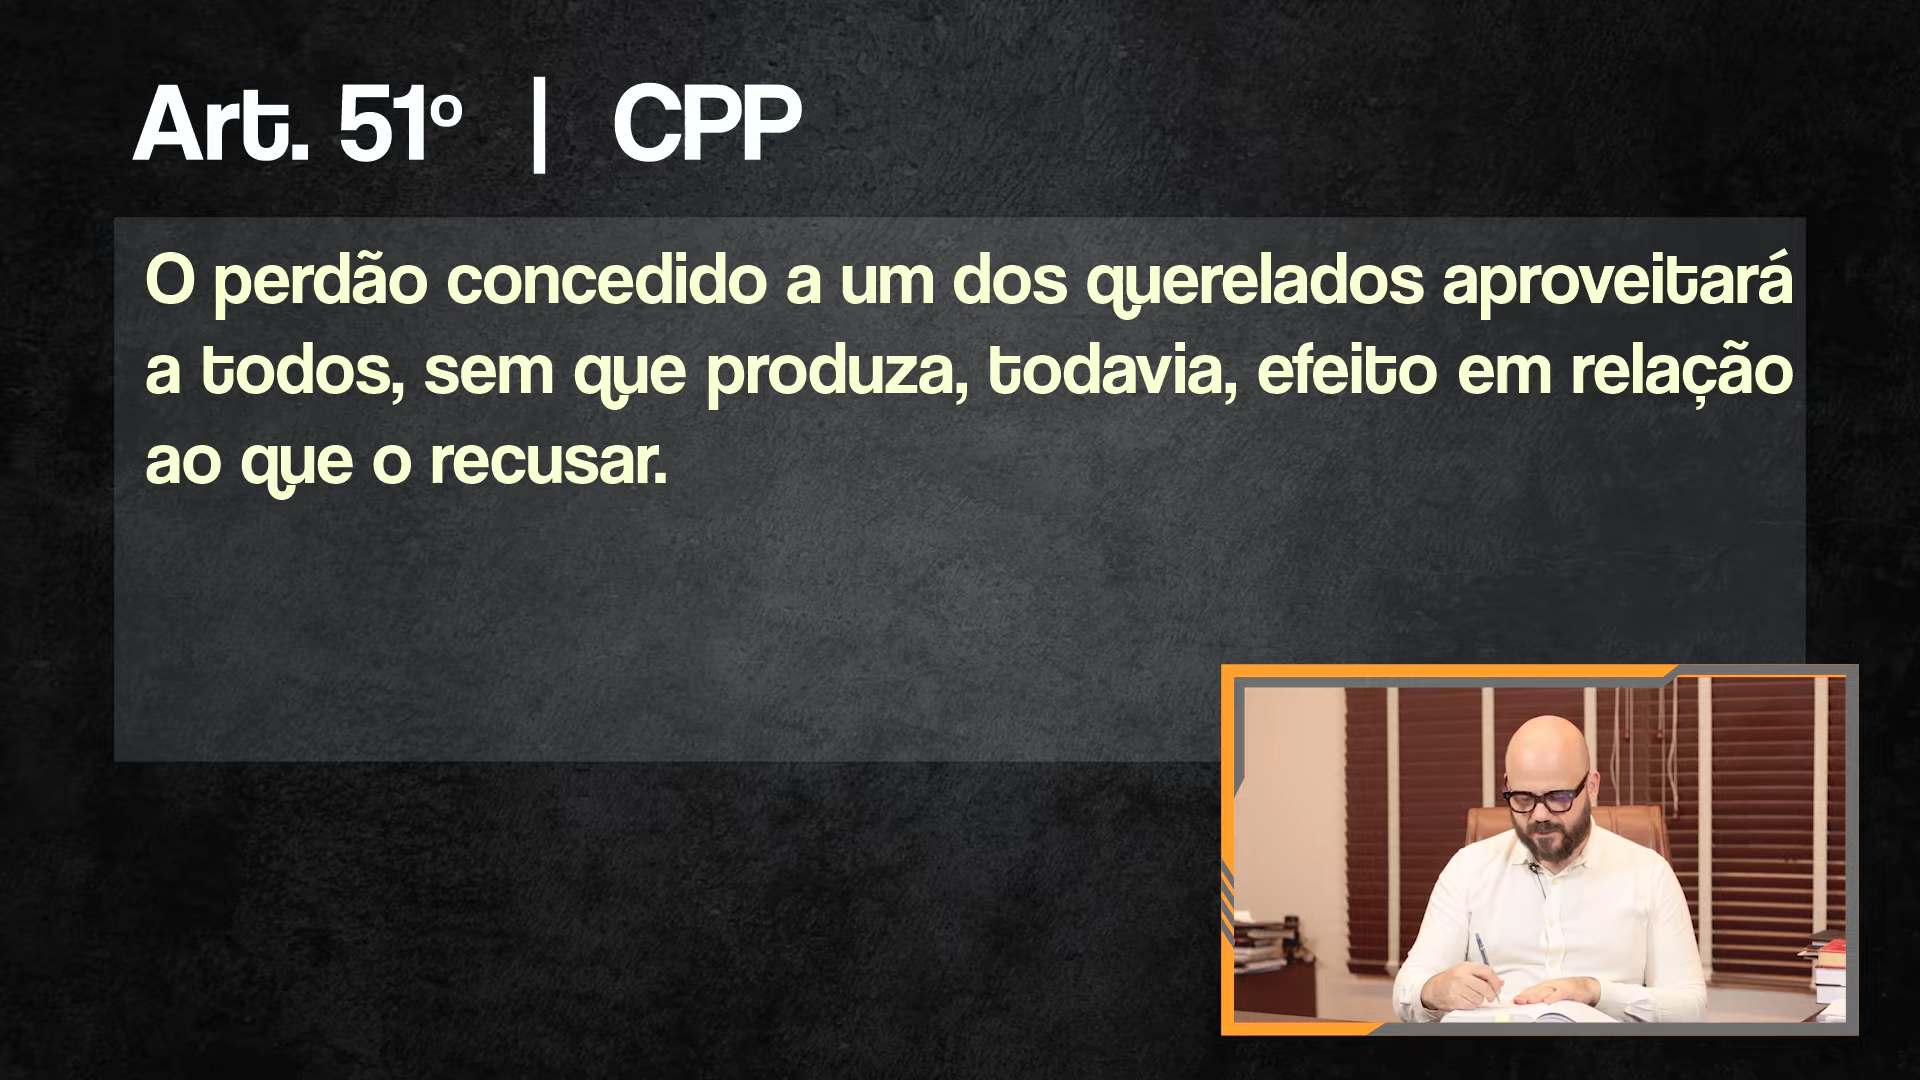 Art. 51º | CPP
O perdão concedido a um dos querelados aproveitará
a todos, sem que produza, todavia, efeito em relação
ao que o recusar.